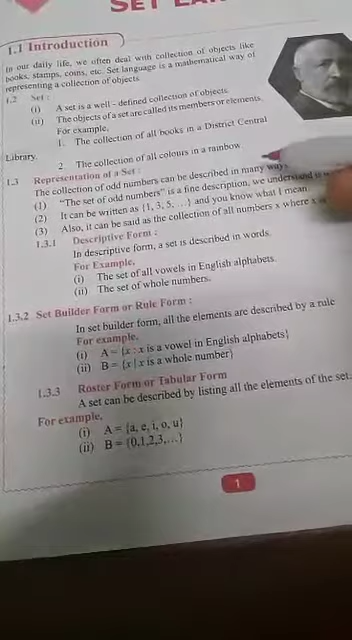 SET LAN
1.1 Introduction
In our daily life, we often deal with collection of objects like
books, stamps, coins, etc. Set language is a mathematical way of
representing a collection of objects.
1.2 Set :
(i) A set is a well - defined collection of objects.
(ii) The objects of a set are called its members or elements.
For example,
1. The collection of all books in a District Central
Library.
2. The collection of all colours in a rainbow.
1.3 Representation of a Set :
The collection of odd numbers can be described in many ways.
(1) "The set of odd numbers" is a fine description, we understand it
(2) It can be written as {1, 3, 5, ...} and you know what I mean.
(3) Also, it can be said as the collection of all numbers x where x
1.3.1 Descriptive Form :
In descriptive form, a set is described in words.
For Example,
(i) The set of all vowels in English alphabets.
(ii) The set of whole numbers.
1.3.2 Set Builder Form or Rule Form :
In set builder form, all the elements are described by a rule
For example,
(i) A = {x : x is a vowel in English alphabets}
(ii) B = {x | x is a whole number}
1.3.3 Roster Form or Tabular Form
A set can be described by listing all the elements of the set.
For example,
(i) A = {a, e, i, o, u}
(ii) B = {0,1,2,3,...}
1